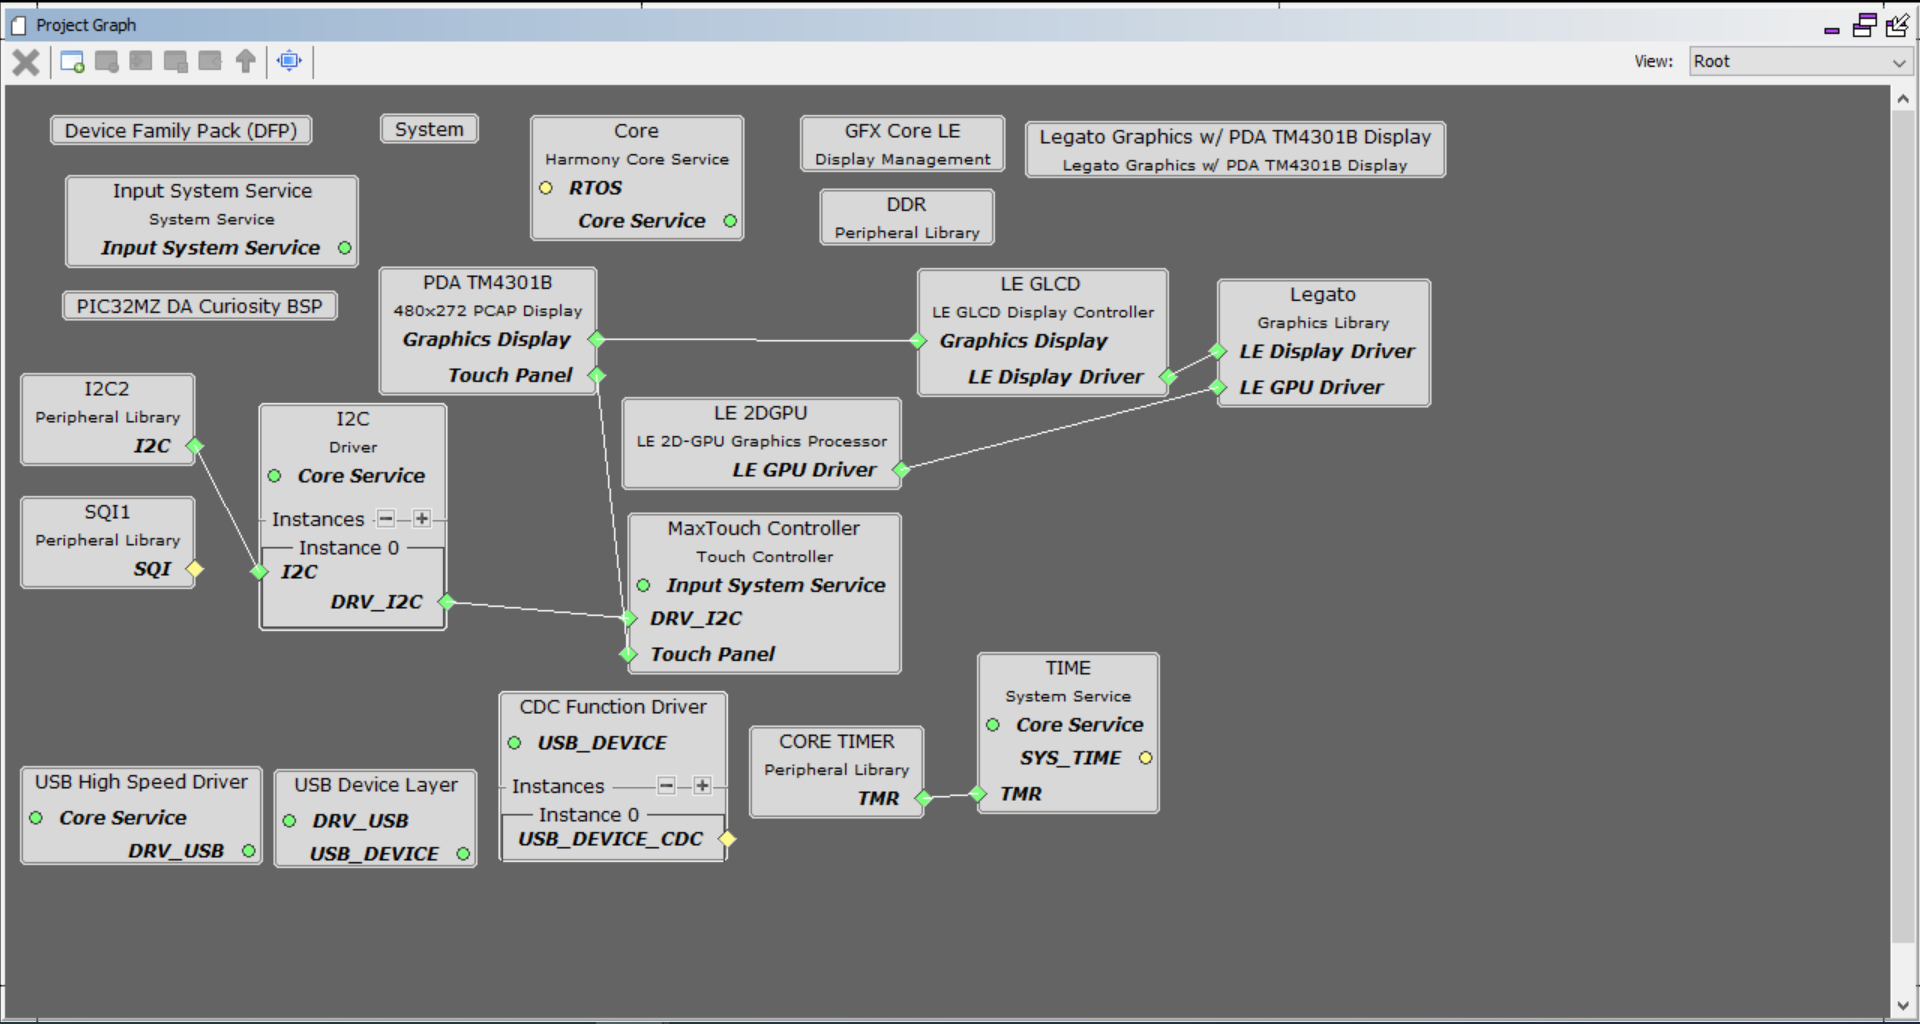 Project Graph
View: Root
Device Family Pack (DFP)
System
Core
Harmony Core Service
RTOS
Core Service
GFX Core LE
Display Management
Legato Graphics w/ PDA TM4301B Display
Legato Graphics w/ PDA TM4301B Display
Input System Service
System Service
Input System Service
DDR
Peripheral Library
PIC32MZ DA Curiosity BSP
PDA TM4301B
480x272 PCAP Display
Graphics Display
Touch Panel
LE GLCD
LE GLCD Display Controller
Graphics Display
LE Display Driver
Legato
Graphics Library
LE Display Driver
LE GPU Driver
I2C2
Peripheral Library
I2C
I2C
Driver
Core Service
Instances
Instance 0
I2C
DRV_I2C
LE 2DGPU
LE 2D-GPU Graphics Processor
LE GPU Driver
SQI1
Peripheral Library
SQI
MaxTouch Controller
Touch Controller
Input System Service
DRV_I2C
Touch Panel
CDC Function Driver
USB_DEVICE
Instances
Instance 0
USB_DEVICE_CDC
CORE TIMER
Peripheral Library
TMR
TIME
System Service
Core Service
SYS_TIME
TMR
USB High Speed Driver
Core Service
DRV_USB
USB Device Layer
DRV_USB
USB_DEVICE